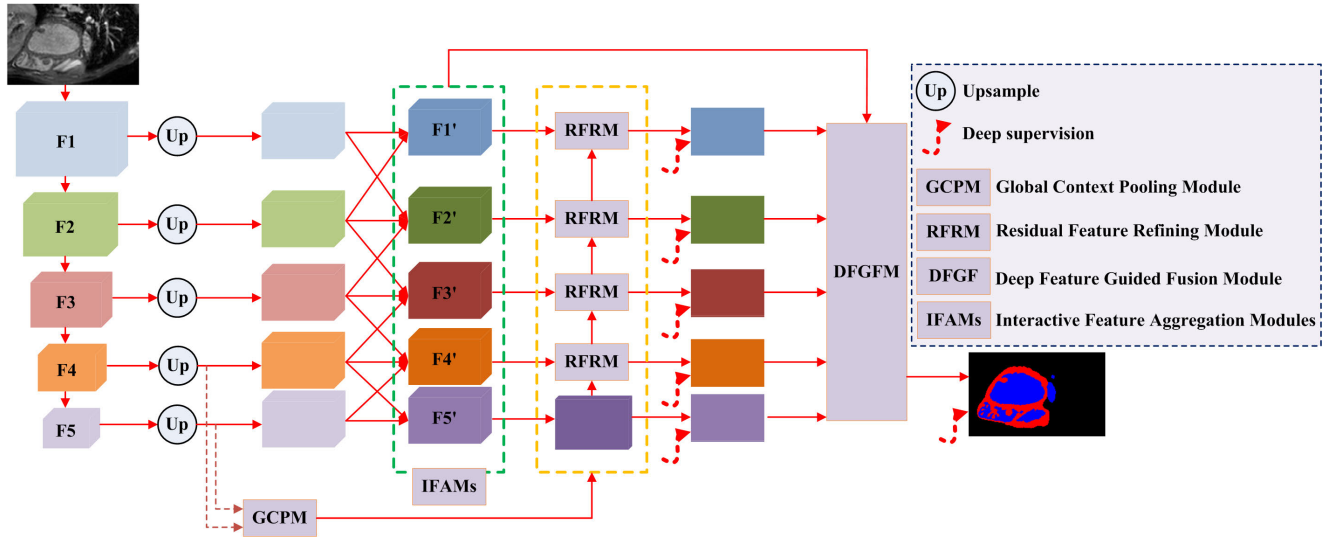 F1
Up
F1'
RFRM
F2
Up
F2'
RFRM
F3
Up
F3'
RFRM
F4
Up
F4'
RFRM
F5
Up
F5'
IFAMs
GCPM
DFGFM
Up Upsample
Deep supervision
GCPM Global Context Pooling Module
RFRM Residual Feature Refining Module
DFGF Deep Feature Guided Fusion Module
IFAMs Interactive Feature Aggregation Modules